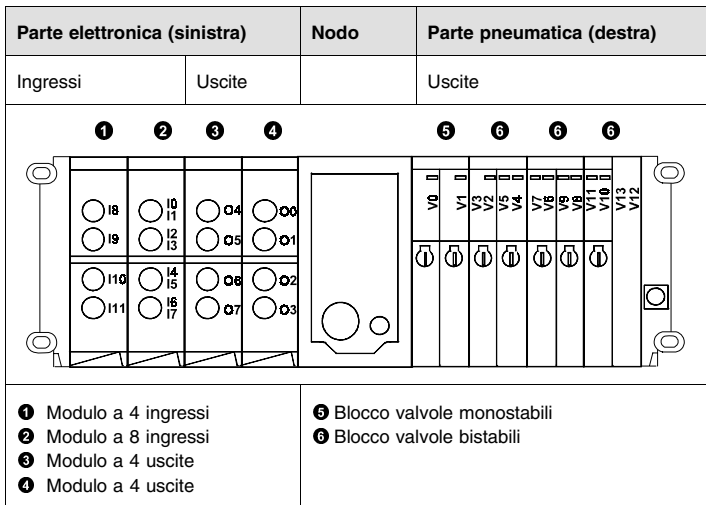 Parte elettronica (sinistra) Nodo Parte pneumatica (destra)
Ingressi Uscite Uscite
❶ ❷ ❸ ❹ ❺ ❻ ❻ ❻
V0 V1 V3 V2 V5 V4 V7 V6 V9 V8 V11 V10 V13 V12
I8 I0 I1 O4 O0
I9 I2 I3 O5 O1
I10 I4 I5 O6 O2
I11 I6 I7 O7 O3
❶ Modulo a 4 ingressi
❷ Modulo a 8 ingressi
❸ Modulo a 4 uscite
❹ Modulo a 4 uscite
❺ Blocco valvole monostabili
❻ Blocco valvole bistabili